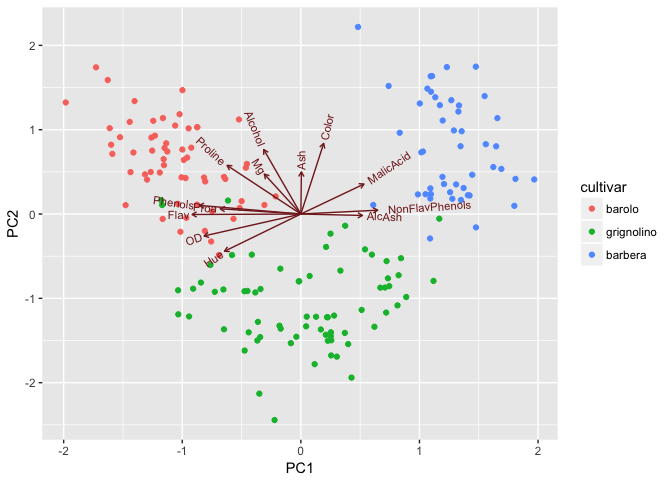 2
1
0
-1
-2
PC2
Alcohol
Color
Ash
Proline
Mg
MalicAcid
Phenols
Proa
NonFlavPhenols
Flav
AlcAsh
OD
Hue
-2
-1
0
1
2
PC1
cultivar
barolo
grignolino
barbera